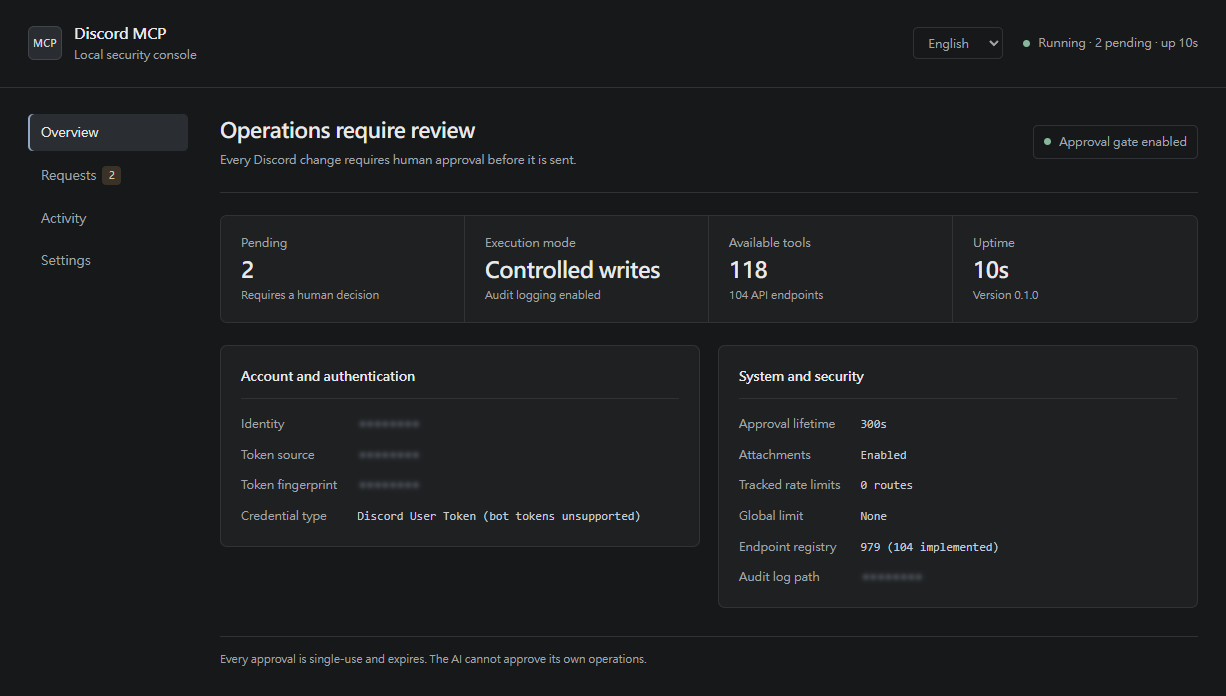 MCP
Discord MCP
Local security console
English
Running · 2 pending · up 10s
Overview
Requests 2
Activity
Settings
Operations require review
Every Discord change requires human approval before it is sent.
Approval gate enabled
Pending
2
Requires a human decision
Execution mode
Controlled writes
Audit logging enabled
Available tools
118
104 API endpoints
Uptime
10s
Version 0.1.0
Account and authentication
Identity
Token source
Token fingerprint
Credential type Discord User Token (bot tokens unsupported)
System and security
Approval lifetime 300s
Attachments Enabled
Tracked rate limits 0 routes
Global limit None
Endpoint registry 979 (104 implemented)
Audit log path
Every approval is single-use and expires. The AI cannot approve its own operations.